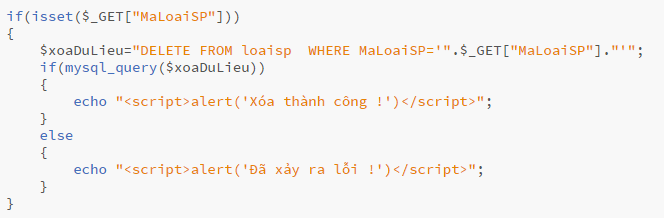 if(isset($_GET["MaLoaiSP"]))
{
    $xoaDuLieu="DELETE FROM loaisp  WHERE MaLoaiSP='".$_GET["MaLoaiSP"]."'";
    if(mysql_query($xoaDuLieu))
    {
        echo "<script>alert('Xóa thành công !')</script>";
    }
    else
    {
        echo "<script>alert('Đã xảy ra lỗi !')</script>";
    }
}